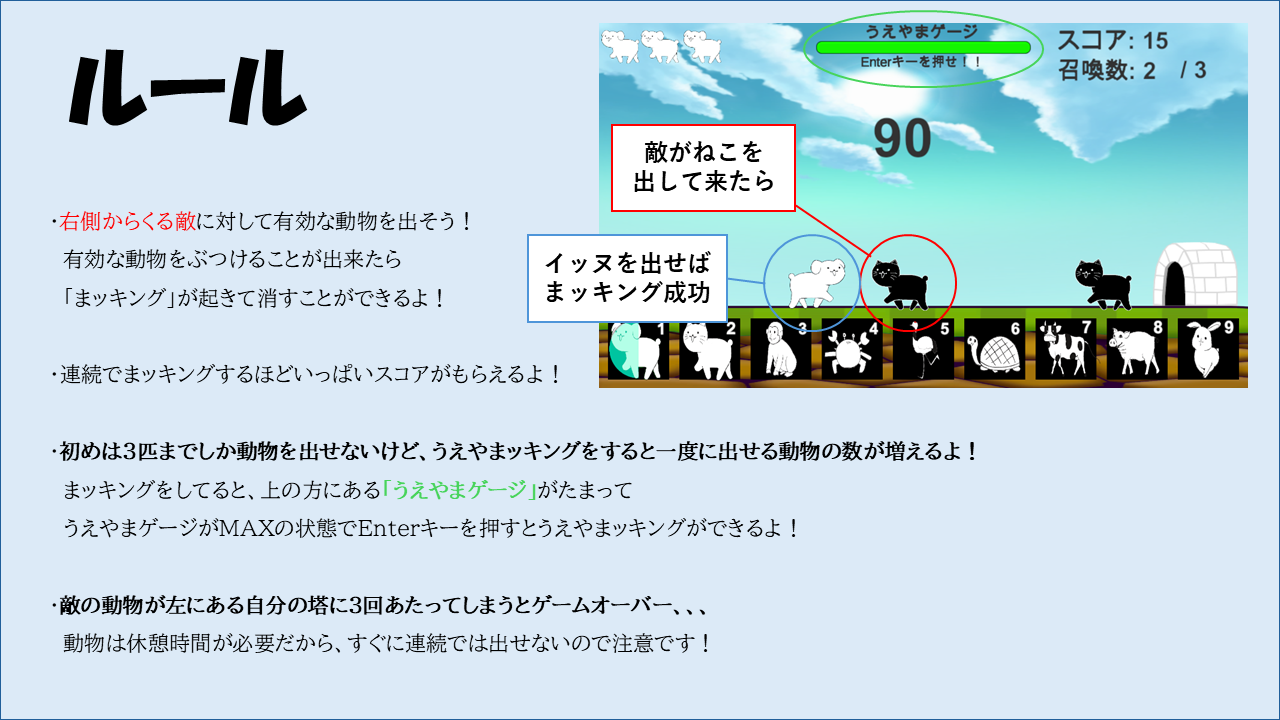 ルール
うえやまゲージ
Enterキーを押せ！！
スコア: 15
召喚数: 2 / 3
90
敵がねこを
出して来たら
イッヌを出せば
まッキング成功
1 2 3 4 5 6 7 8 9
・右側からくる敵に対して有効な動物を出そう！
有効な動物をぶつけることが出来たら
「まッキング」が起きて消すことができるよ！
・連続でまッキングするほどいっぱいスコアがもらえるよ！
・初めは3匹までしか動物を出せないけど、うえやまッキングをすると一度に出せる動物の数が増えるよ！
まッキングをしてると、上の方にある「うえやまゲージ」がたまって
うえやまゲージがMAXの状態でEnterキーを押すとうえやまッキングができるよ！
・敵の動物が左にある自分の塔に3回あたってしまうとゲームオーバー、、、
動物は休憩時間が必要だから、すぐに連続では出せないので注意です！